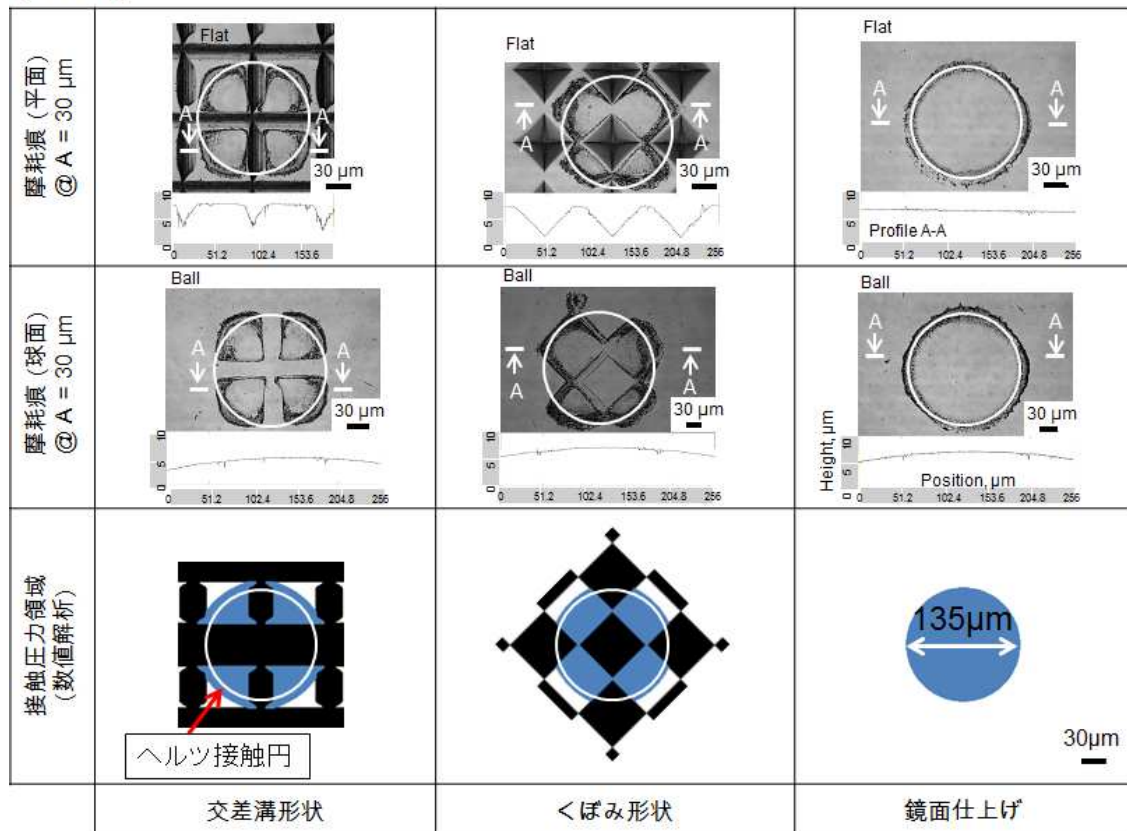 摩耗痕 (平面)
@ A = 30 μm
Flat
A
A
30 μm
10
5
0
0
51.2
102.4
153.6
Flat
A
A
30 μm
10
5
0
0
51.2
102.4
153.6
204.8
256
Flat
A
A
30 μm
10
5
0
Profile A-A
0
51.2
102.4
153.6
204.8
256
摩耗痕 (球面)
@ A = 30 μm
Ball
A
A
30 μm
10
5
0
0
51.2
102.4
153.6
204.8
256
Ball
A
A
30 μm
10
5
0
0
51.2
102.4
153.6
204.8
256
Ball
A
A
30 μm
Height, μm
10
5
0
Position, μm
0
51.2
102.4
153.6
204.8
256
接触圧力領域
(数値解析)
ヘルツ接触円
135μm
30μm
交差溝形状
くぼみ形状
鏡面仕上げ